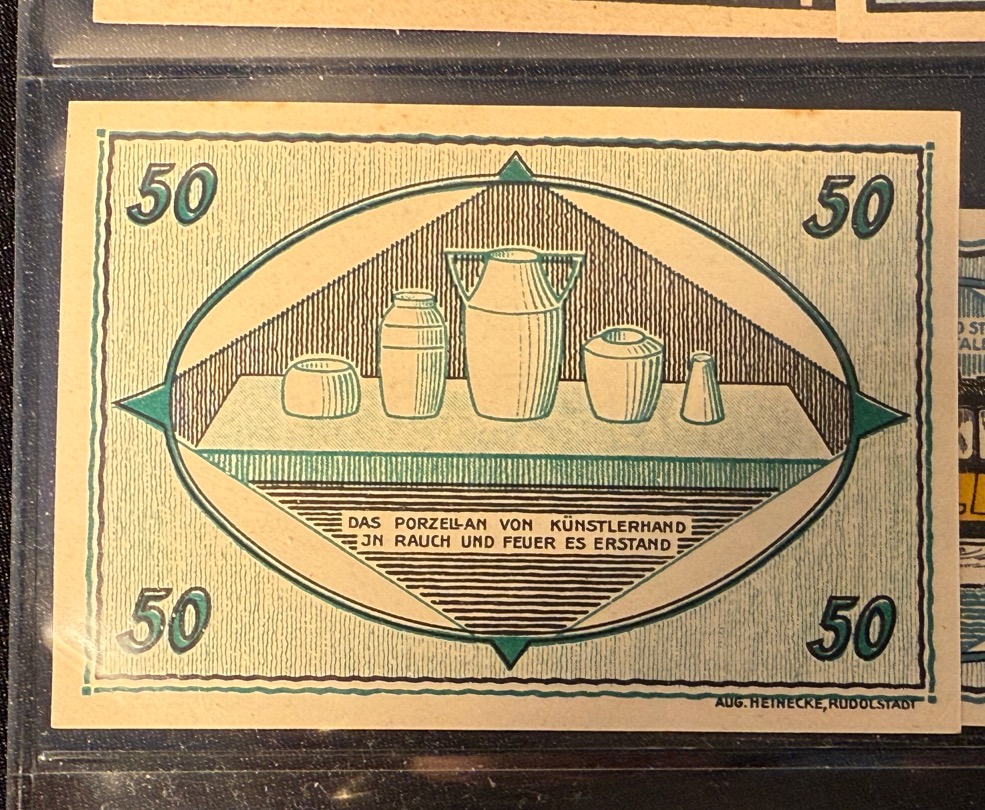 50 50
DAS PORZELLAN VON KÜNSTLERHAND
JN RAUCH UND FEUER ES ERSTAND
50 50
AUG. HEINECKE, RUDOLSTADT